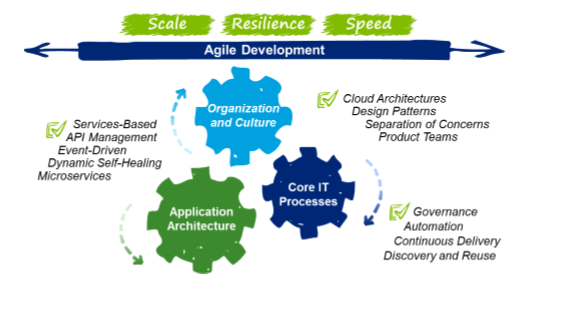 Scale Resilience Speed
Agile Development
Organization
and Culture
Cloud Architectures
Design Patterns
Separation of Concerns
Product Teams
Services-Based
API Management
Event-Driven
Dynamic Self-Healing
Microservices
Core IT
Processes
Application
Architecture
Governance
Automation
Continuous Delivery
Discovery and Reuse